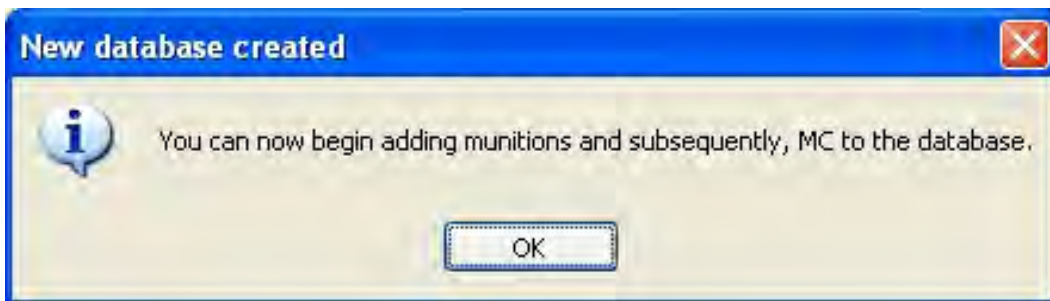 New database created
You can now begin adding munitions and subsequently, MC to the database.
OK